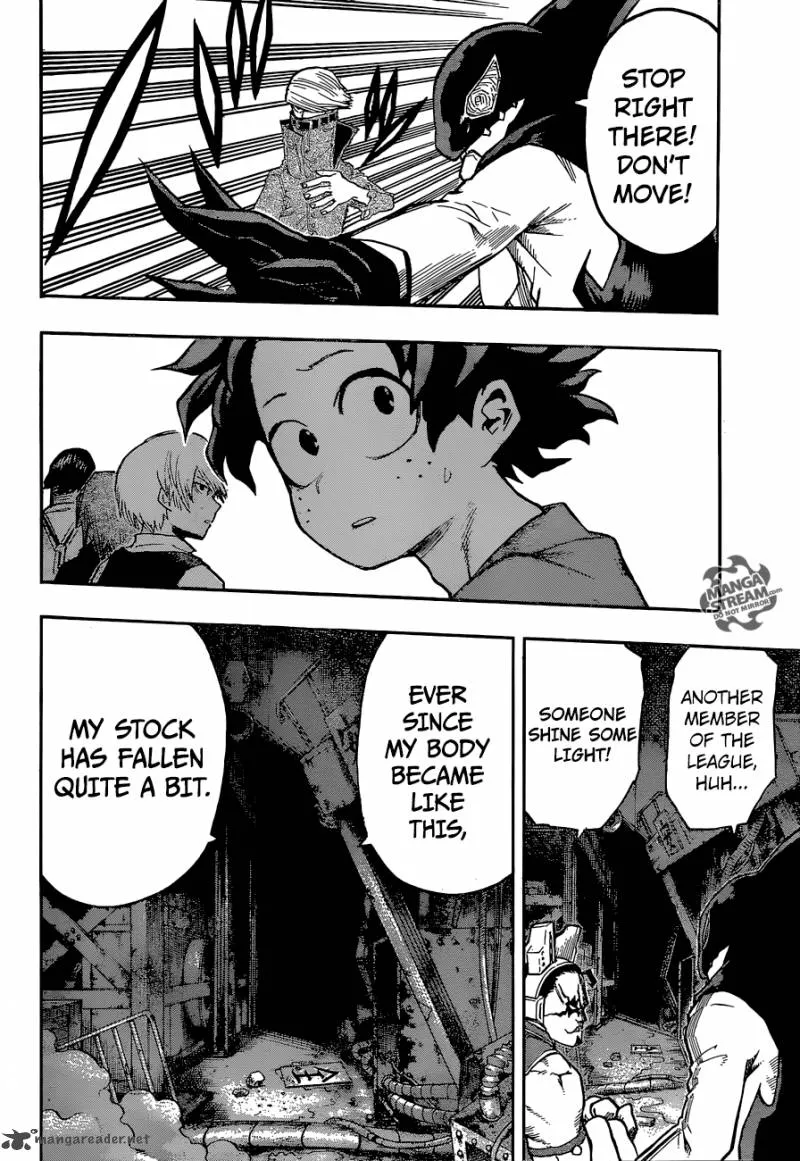 STOP
RIGHT
THERE!
DON'T
MOVE!
MANGA
STREAM.com
DO NOT MIRROR
ANOTHER
MEMBER
OF THE
LEAGUE,
HUH...
SOMEONE
SHINE SOME
LIGHT!
EVER
SINCE
MY BODY
BECAME
LIKE
THIS,
MY STOCK
HAS FALLEN
QUITE A BIT.
mangareader.net